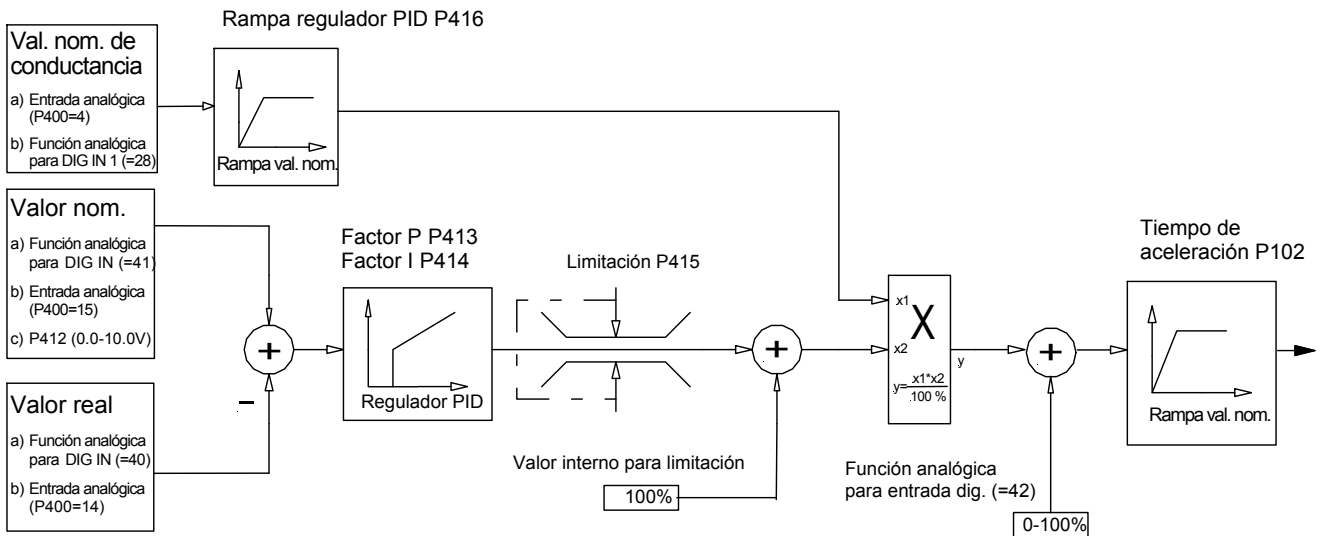 Rampa regulador PID P416
Val. nom. de
conductancia
a) Entrada analógica
(P400=4)
b) Función analógica
para DIG IN 1 (=28)
Rampa val. nom.
Valor nom.
a) Función analógica
para DIG IN (=41)
b) Entrada analógica
(P400=15)
c) P412 (0.0-10.0V)
Valor real
a) Función analógica
para DIG IN (=40)
b) Entrada analógica
(P400=14)
+
–
Factor P P413
Factor I P414
Regulador PID
Limitación P415
+
Valor interno para limitación
100%
x1
X
x2
y=x1*x2
100 %
y
+
Función analógica
para entrada dig. (=42)
0-100%
Tiempo de
aceleración P102
Rampa val. nom.